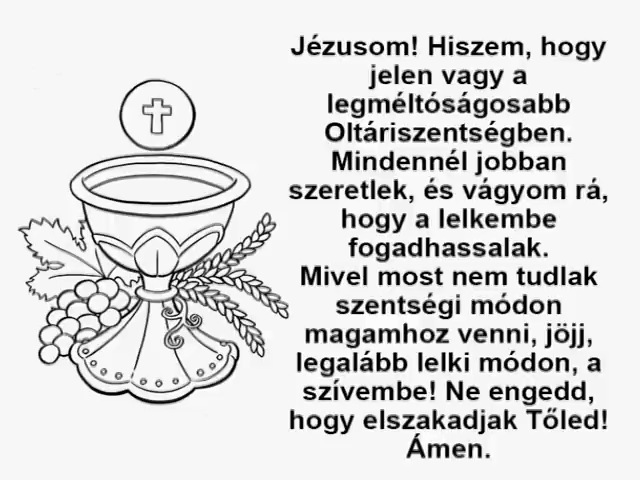 Jézusom! Hiszem, hogy
jelen vagy a
legméltóságosabb
Oltáriszentségben.
Mindennél jobban
szeretlek, és vágyom rá,
hogy a lelkembe
fogadhassalak.
Mivel most nem tudlak
szentségi módon
magamhoz venni, jöjj,
legalább lelki módon, a
szívembe! Ne engedd,
hogy elszakadjak Tőled!
Ámen.